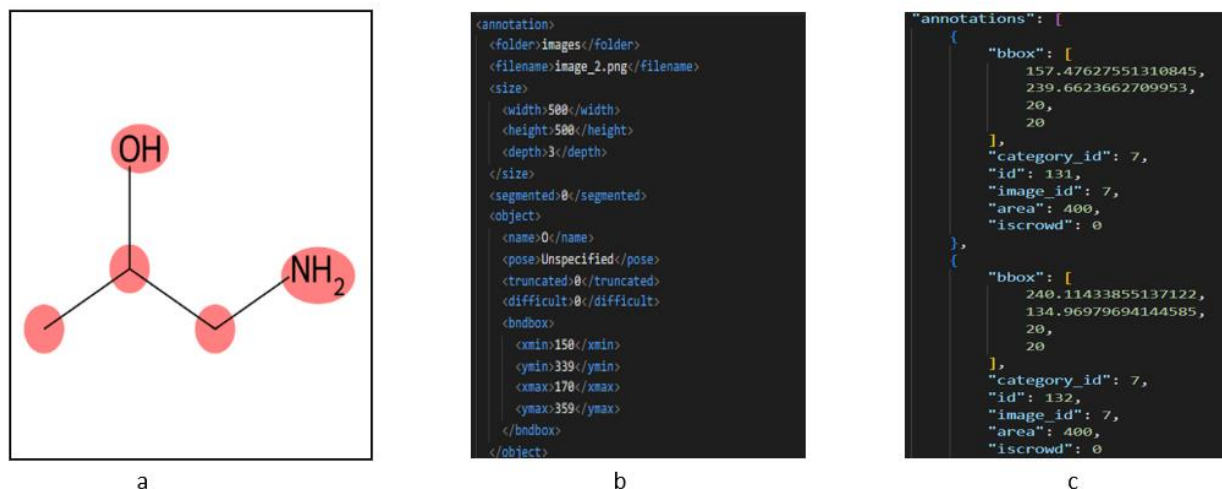 OH
NH2
a
<annotation>
<folder>images</folder>
<filename>image_2.png</filename>
<size>
<width>500</width>
<height>500</height>
<depth>3</depth>
</size>
<segmented>0</segmented>
<object>
<name>O</name>
<pose>Unspecified</pose>
<truncated>0</truncated>
<difficult>0</difficult>
<bndbox>
<xmin>150</xmin>
<ymin>339</ymin>
<xmax>170</xmax>
<ymax>359</ymax>
</bndbox>
</object>
b
"annotations": [
{
"bbox": [
157.47627551310845,
239.6623662709953,
20,
20
],
"category_id": 7,
"id": 131,
"image_id": 7,
"area": 400,
"iscrowd": 0
},
{
"bbox": [
240.11433855137122,
134.96979694144585,
20,
20
],
"category_id": 7,
"id": 132,
"image_id": 7,
"area": 400,
"iscrowd": 0
c